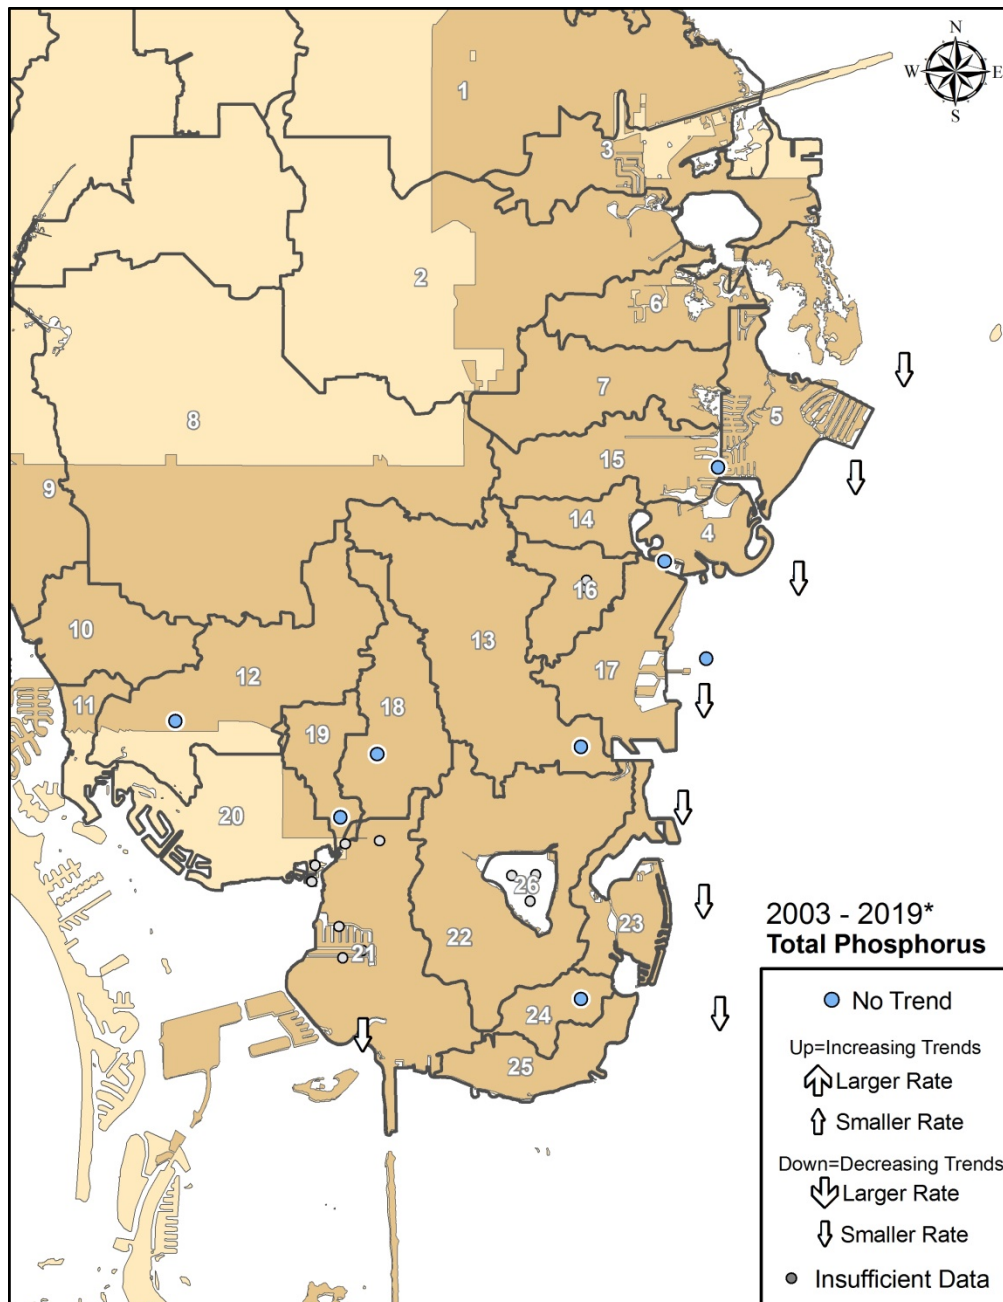 N
W E
S
1
3
2
6
7
5
8
15
9
14
4
16
10
13
17
12
11
18
19
20
26
23
22
21
24
25
2003 - 2019*
Total Phosphorus
No Trend
Up=Increasing Trends
Larger Rate
Smaller Rate
Down=Decreasing Trends
Larger Rate
Smaller Rate
Insufficient Data